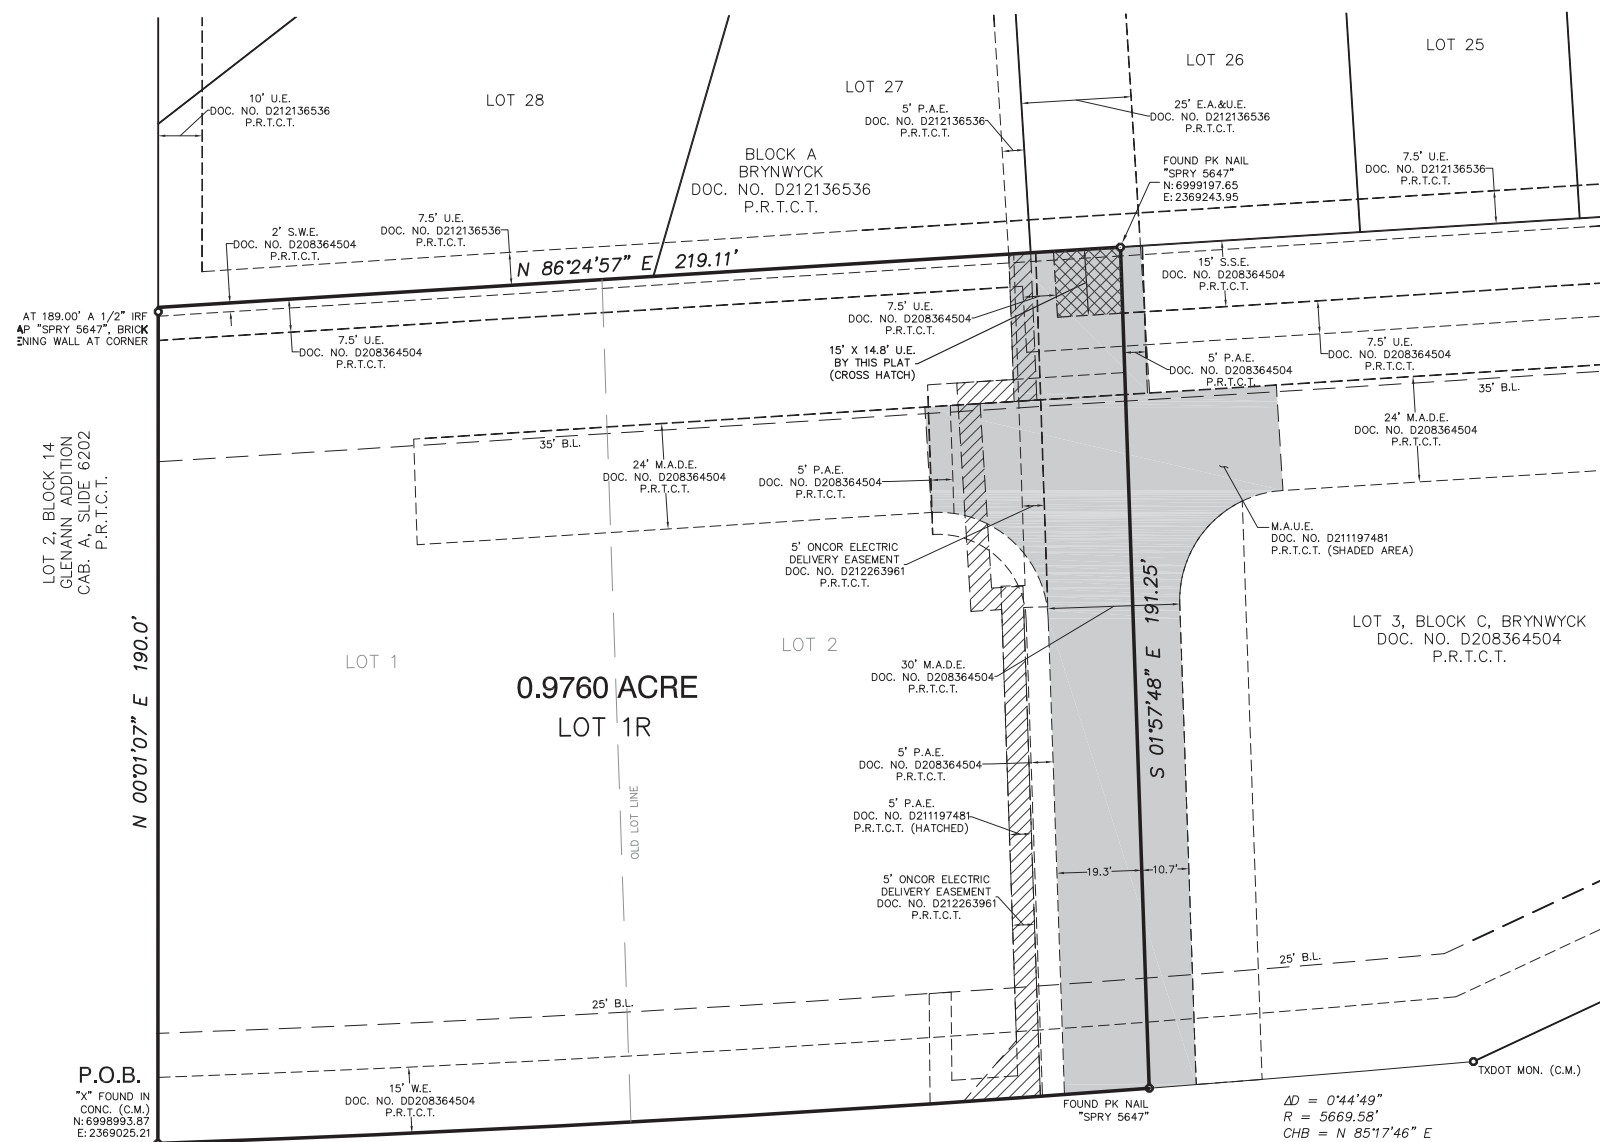 LOT 28
LOT 27
LOT 26
LOT 25
10' U.E.
DOC. NO. D212136536
P.R.T.C.T.
5' P.A.E.
DOC. NO. D212136536
P.R.T.C.T.
25' E.A.&U.E.
DOC. NO. D212136536
P.R.T.C.T.
BLOCK A
BRYNWYCK
DOC. NO. D212136536
P.R.T.C.T.
FOUND PK NAIL
"SPRY 5647"
N: 6999197.65
E: 2369243.95
7.5' U.E.
DOC. NO. D212136536
P.R.T.C.T.
2' S.W.E.
DOC. NO. D208364504
P.R.T.C.T.
7.5' U.E.
DOC. NO. D212136536
P.R.T.C.T.
N 86°24'57" E 219.11'
15' S.S.E.
DOC. NO. D208364504
P.R.T.C.T.
AT 189.00' A 1/2" IRF
AP "SPRY 5647", BRICK
ENING WALL AT CORNER
7.5' U.E.
DOC. NO. D208364504
P.R.T.C.T.
7.5' U.E.
DOC. NO. D208364504
P.R.T.C.T.
15' X 14.8' U.E.
BY THIS PLAT
(CROSS HATCH)
5' P.A.E.
DOC. NO. D208364504
P.R.T.C.T.
7.5' U.E.
DOC. NO. D208364504
P.R.T.C.T.
35' B.L.
35' B.L.
24' M.A.D.E.
DOC. NO. D208364504
P.R.T.C.T.
24' M.A.D.E.
DOC. NO. D208364504
P.R.T.C.T.
5' P.A.E.
DOC. NO. D208364504
P.R.T.C.T.
LOT 2, BLOCK 14
GLENANN ADDITION
CAB. A, SLIDE 6202
P.R.T.C.T.
5' ONCOR ELECTRIC
DELIVERY EASEMENT
DOC. NO. D212263961
P.R.T.C.T.
M.A.U.E.
DOC. NO. D211197481
P.R.T.C.T. (SHADED AREA)
N 00°01'07" E 190.0'
LOT 1
LOT 2
0.9760 ACRE
LOT 1R
30' M.A.D.E.
DOC. NO. D208364504
P.R.T.C.T.
S 01°57'48" E 191.25'
LOT 3, BLOCK C, BRYNWYCK
DOC. NO. D208364504
P.R.T.C.T.
5' P.A.E.
DOC. NO. D208364504
P.R.T.C.T.
OLD LOT LINE
5' P.A.E.
DOC. NO. D211197481
P.R.T.C.T. (HATCHED)
19.3'
10.7'
5' ONCOR ELECTRIC
DELIVERY EASEMENT
DOC. NO. D212263961
P.R.T.C.T.
25' B.L.
25' B.L.
P.O.B.
"X" FOUND IN
CONC. (C.M.)
N: 6998993.87
E: 2369025.21
15' W.E.
DOC. NO. DD208364504
P.R.T.C.T.
FOUND PK NAIL
"SPRY 5647"
TXDOT MON. (C.M.)
ΔD = 0°44'49"
R = 5669.58'
CHB = N 85°17'46" E